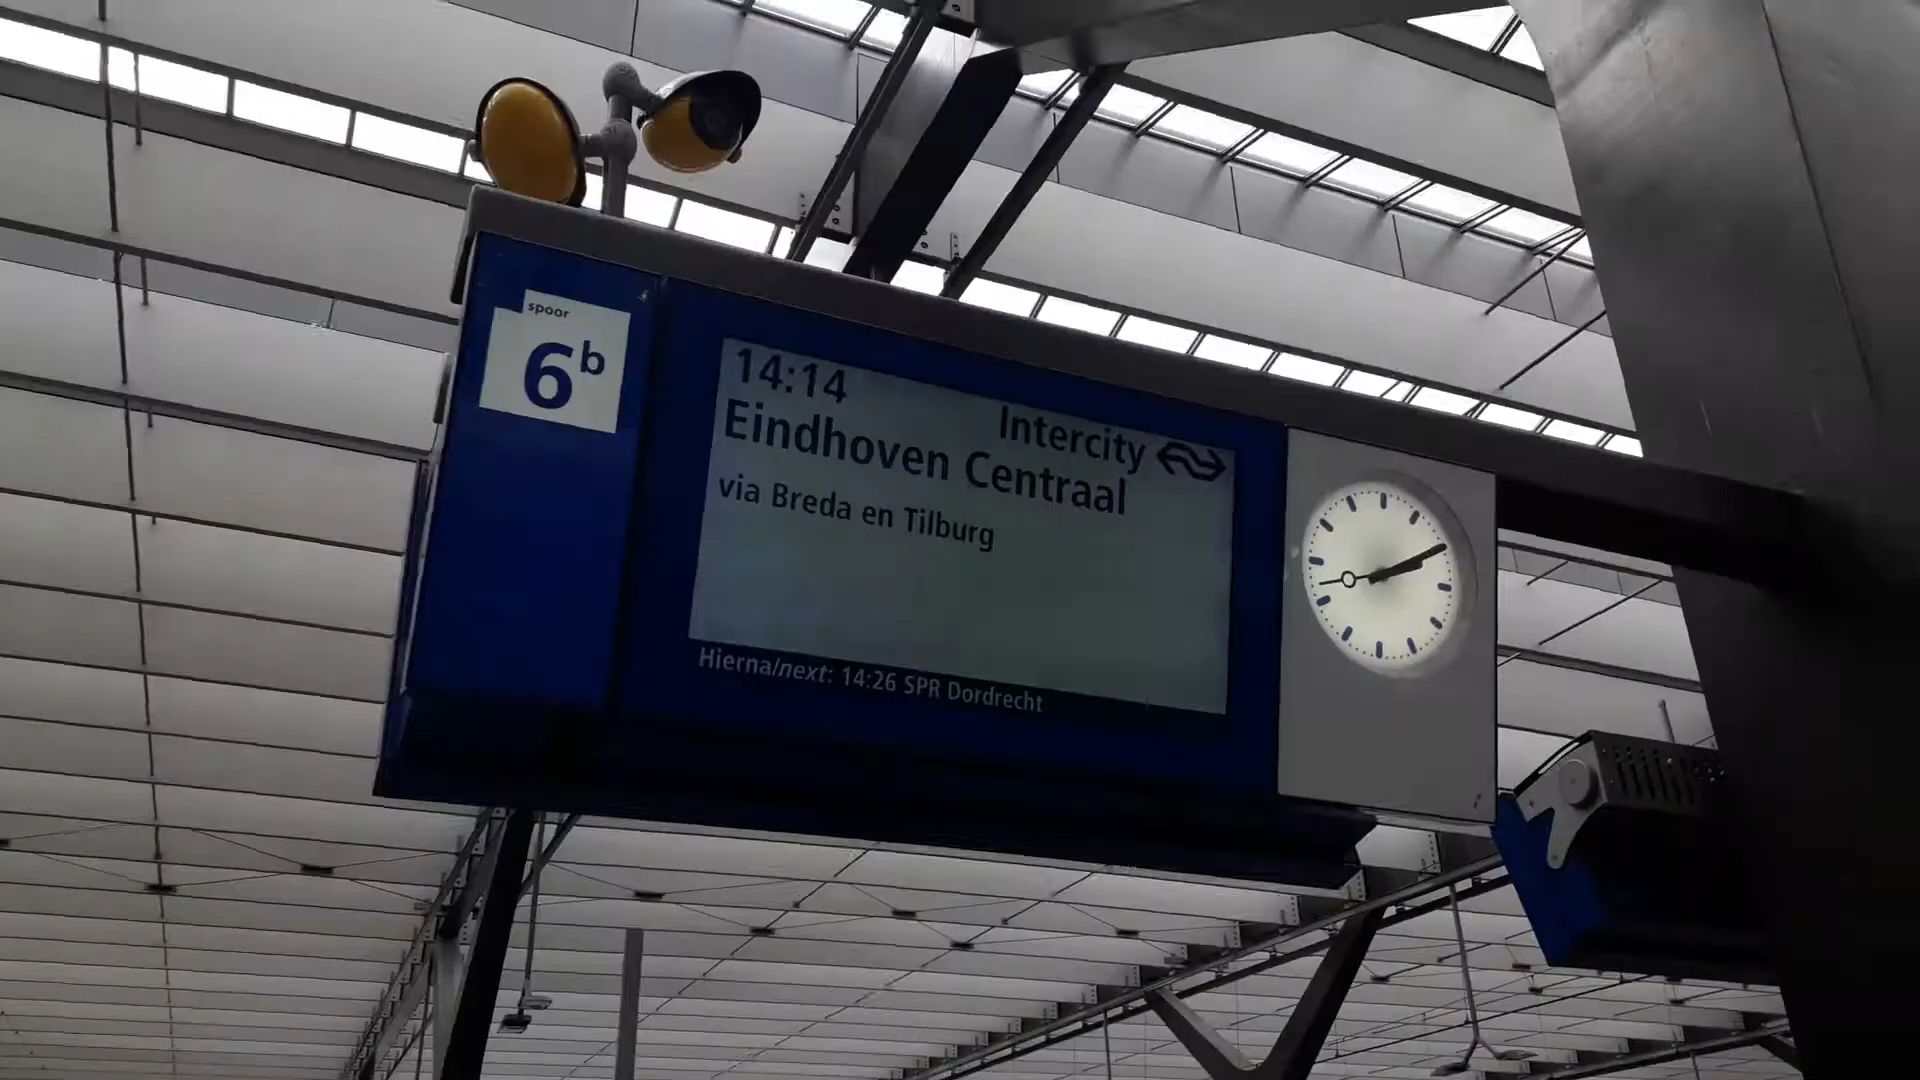 spoor
6b
14:14
Intercity
Eindhoven Centraal
via Breda en Tilburg
Hierna/next: 14:26 SPR Dordrecht